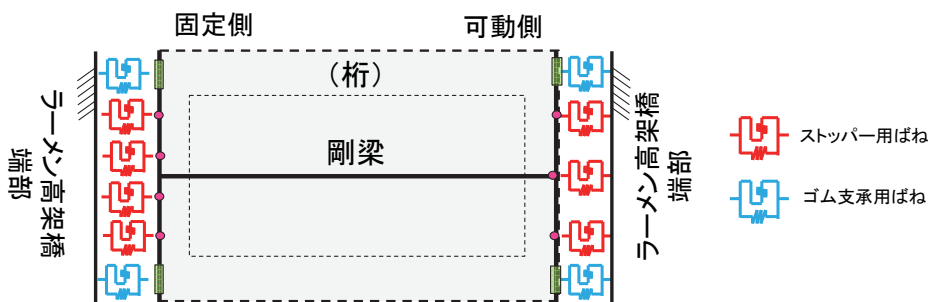 固定側
可動側
(桁)
剛梁
ラーメン高架橋
端部
ラーメン高架橋
端部
ストッパー用ばね
ゴム支承用ばね